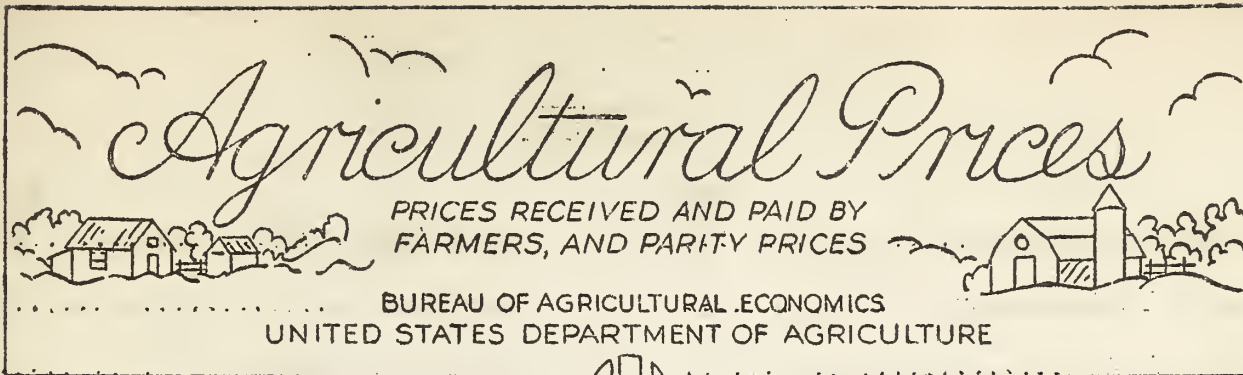 Agricultural Prices
PRICES RECEIVED AND PAID BY
FARMERS, AND PARITY PRICES
BUREAU OF AGRICULTURAL ECONOMICS
UNITED STATES DEPARTMENT OF AGRICULTURE